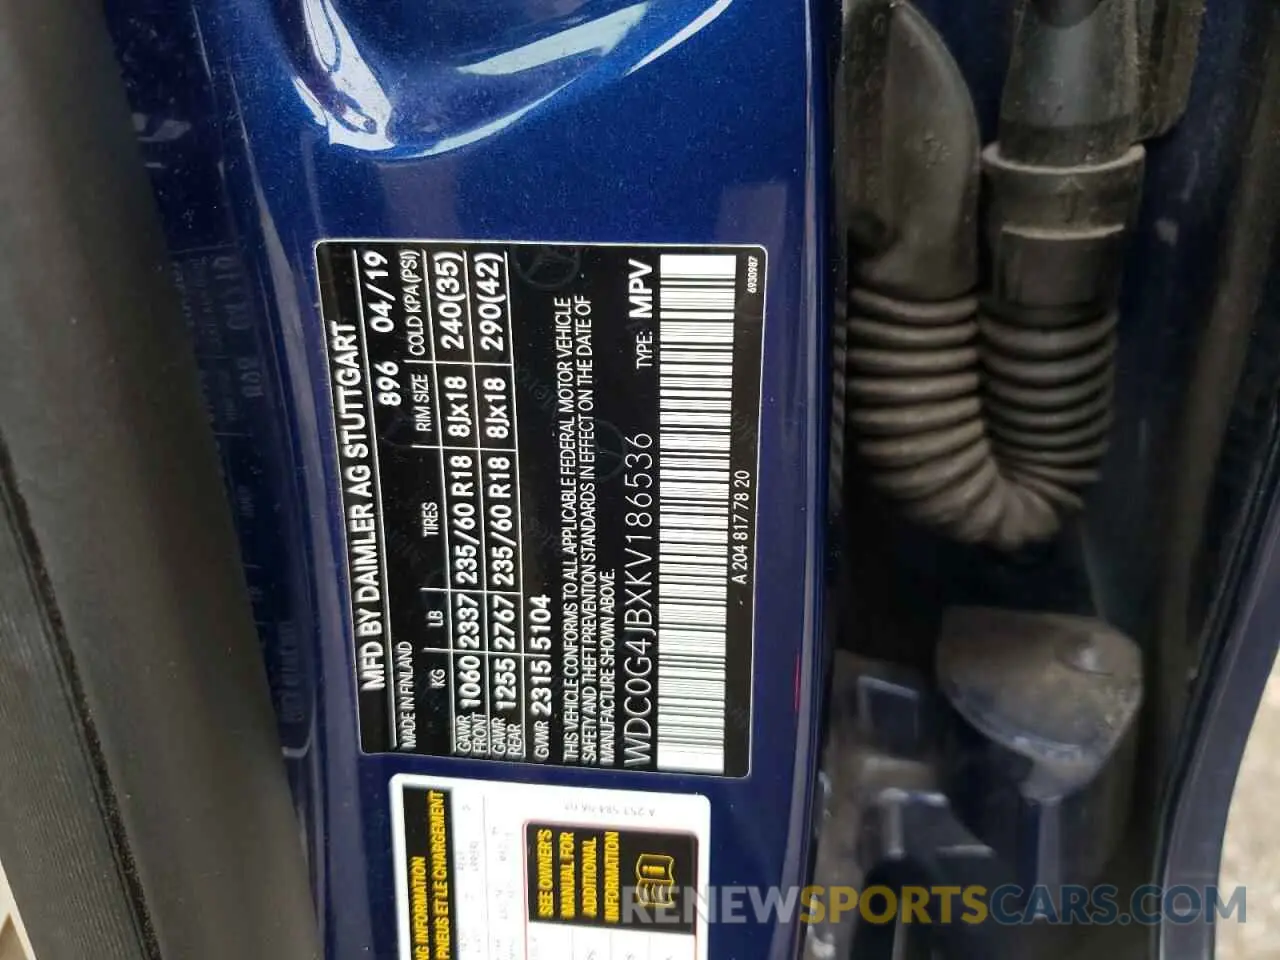 MFD BY DAIMLER AG STUTTGART
MADE IN FINLAND 896 04/19
KG LB TIRES RIM SIZE COLD KPA(PSI)
GAWR FRONT 1060 2337 235/60 R18 8Jx18 240(35)
GAWR REAR 1255 2767 235/60 R18 8Jx18 290(42)
GVWR 2315 5104
THIS VEHICLE CONFORMS TO ALL APPLICABLE FEDERAL MOTOR VEHICLE
SAFETY AND THEFT PREVENTION STANDARDS IN EFFECT ON THE DATE OF
MANUFACTURE SHOWN ABOVE.
WDC0G4JBXKV186536 TYPE: MPV
A 204 817 78 20 6930987
NG INFORMATION
PNEUS ET LE CHARGEMENT
SEE OWNER'S
MANUAL FOR
ADDITIONAL
INFORMATION
RENEWSPORTSCARS.COM